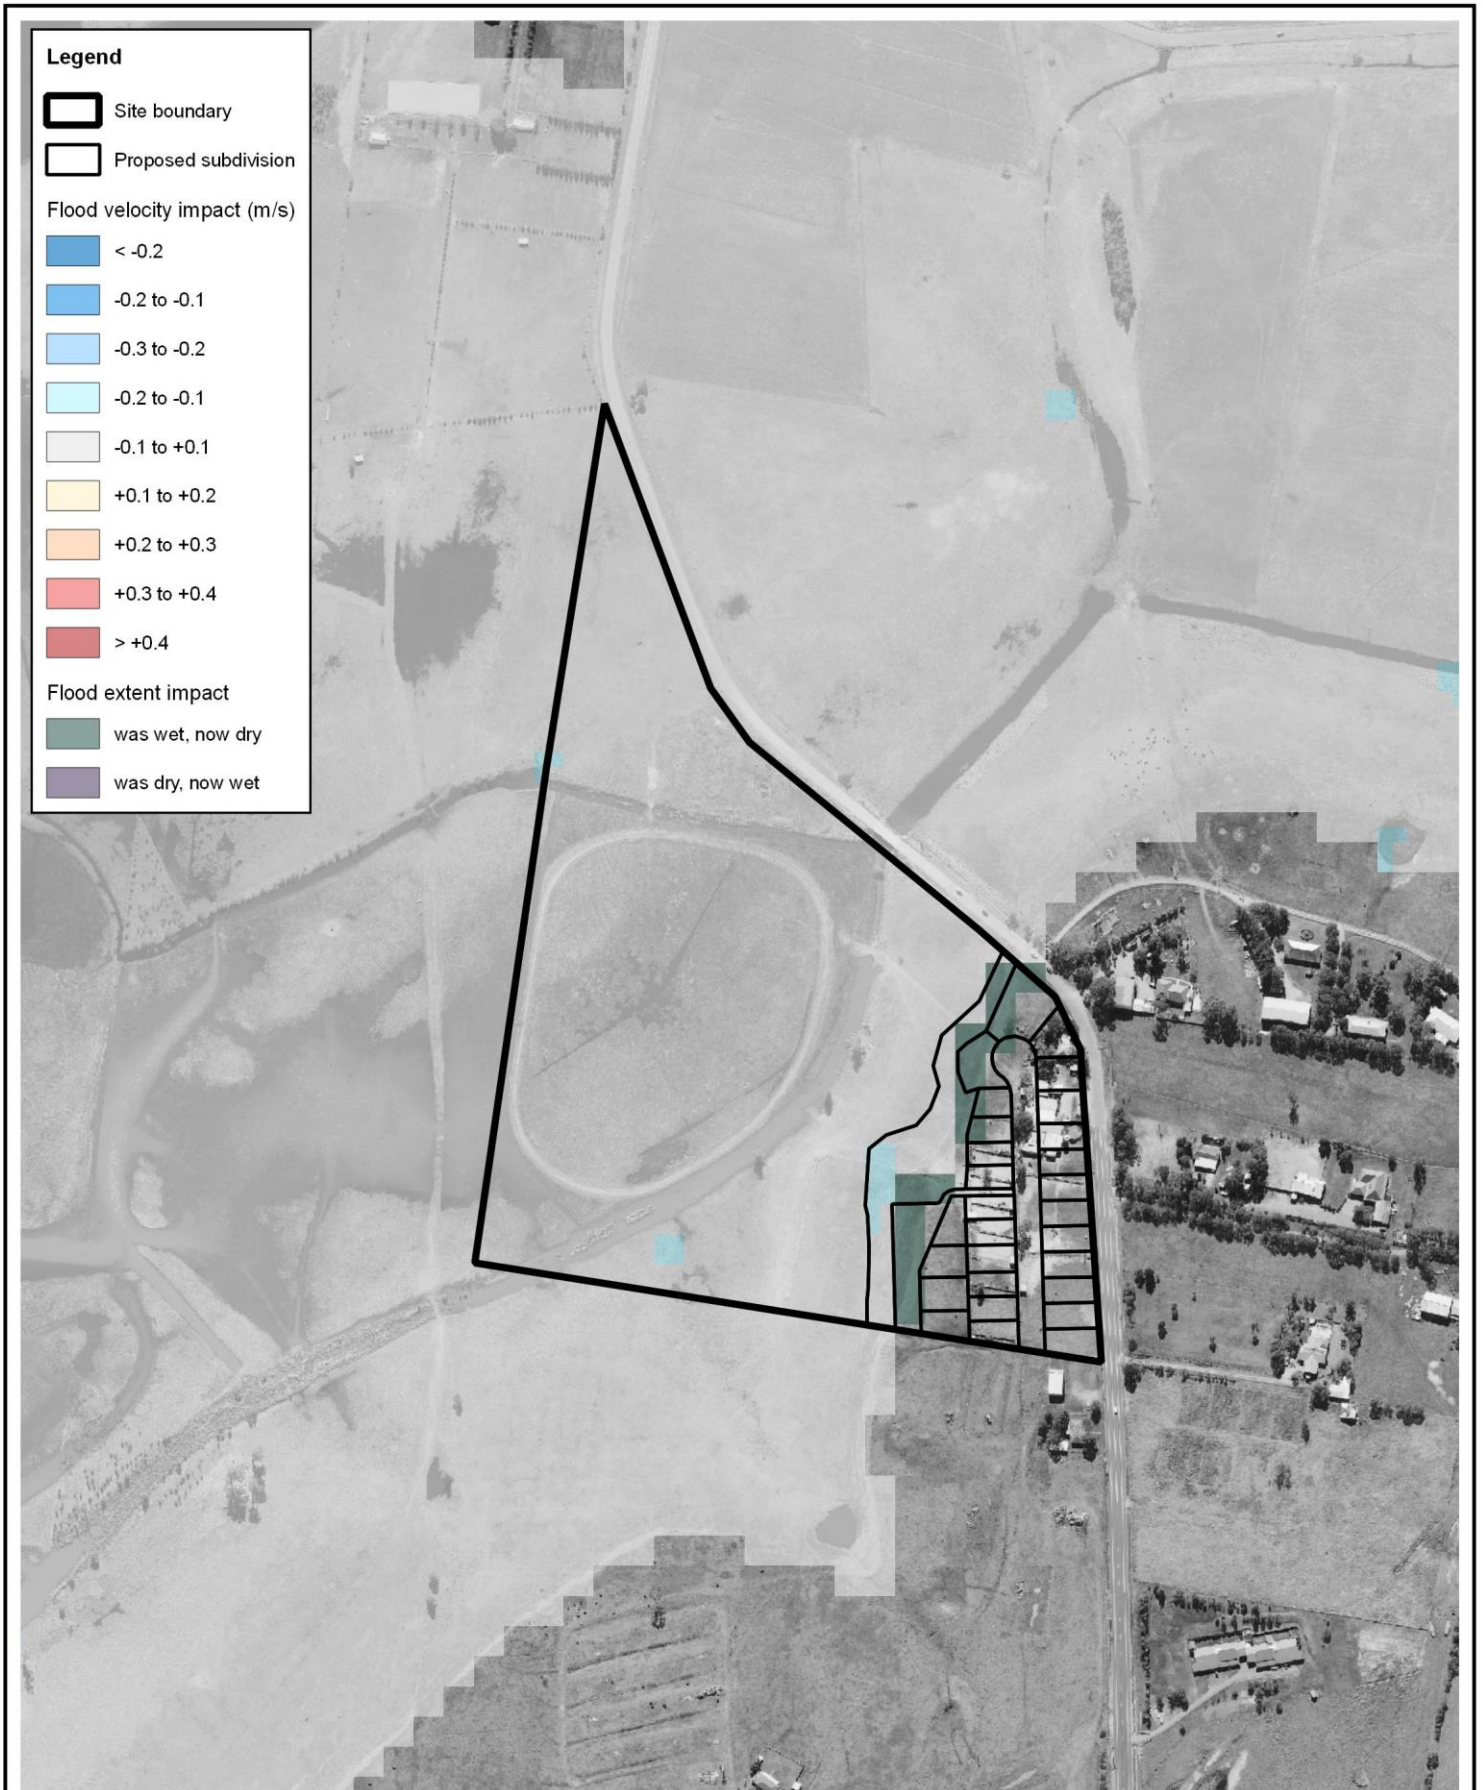 Legend
Site boundary
Proposed subdivision
Flood velocity impact (m/s)
< -0.2
-0.2 to -0.1
-0.3 to -0.2
-0.2 to -0.1
-0.1 to +0.1
+0.1 to +0.2
+0.2 to +0.3
+0.3 to +0.4
> +0.4
Flood extent impact
was wet, now dry
was dry, now wet